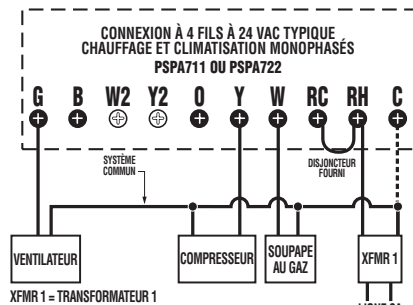 CONNEXION À 4 FILS À 24 VAC TYPIQUE
CHAUFFAGE ET CLIMATISATION MONOPHASÉS
PSPA711 OU PSPA722
G B W2 Y2 O Y W RC RH C
SYSTÈME
COMMUN
DISJONCTEUR
FOURNI
VENTILATEUR
COMPRESSEUR
SOUPAPE
AU GAZ
XFMR 1
XFMR 1 = TRANSFORMATEUR 1